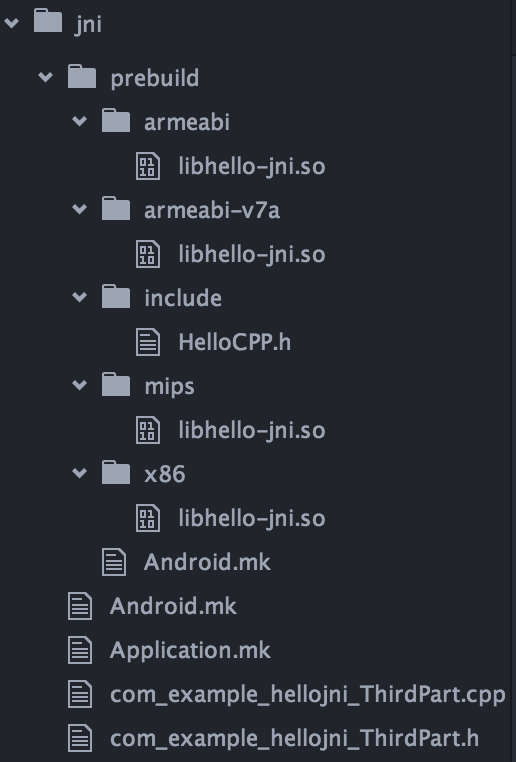 jni
prebuild
armeabi
libhello-jni.so
armeabi-v7a
libhello-jni.so
include
HelloCPP.h
mips
libhello-jni.so
x86
libhello-jni.so
Android.mk
Android.mk
Application.mk
com_example_hellojni_ThirdPart.cpp
com_example_hellojni_ThirdPart.h